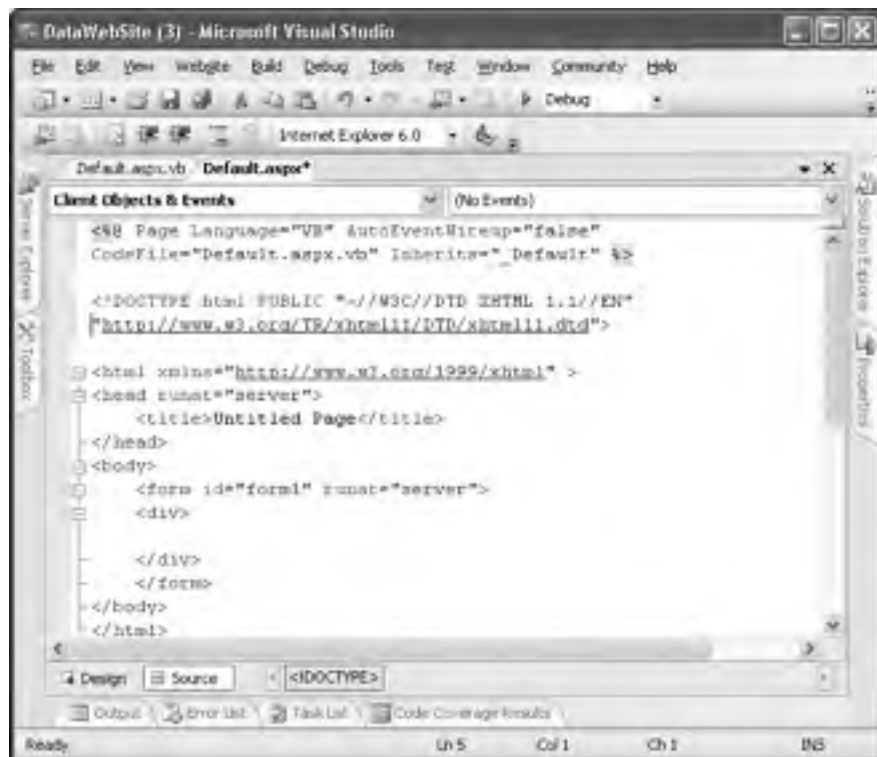 DataWebSite (3) - Microsoft Visual Studio
File Edit View Website Build Debug Tools Test Window Community Help
Debug
Internet Explorer 6.0
Default.aspx.vb Default.aspx*
Client Objects & Events (No Events)
<%@ Page Language="VB" AutoEventWireup="false"
CodeFile="Default.aspx.vb" Inherits="_Default" %>
<!DOCTYPE html PUBLIC "-//W3C//DTD XHTML 1.1//EN"
"http://www.w3.org/TR/xhtml11/DTD/xhtml11.dtd">
<html xmlns="http://www.w3.org/1999/xhtml" >
<head runat="server">
<title>Untitled Page</title>
</head>
<body>
<form id="form1" runat="server">
<div>
</div>
</form>
</body>
</html>
Design Source <!DOCTYPE>
Output Error List Task List Code Coverage Results
Ready Ln 5 Col 1 Ch 1 INS
Server Explorer
Toolbox
Solution Explorer
Properties